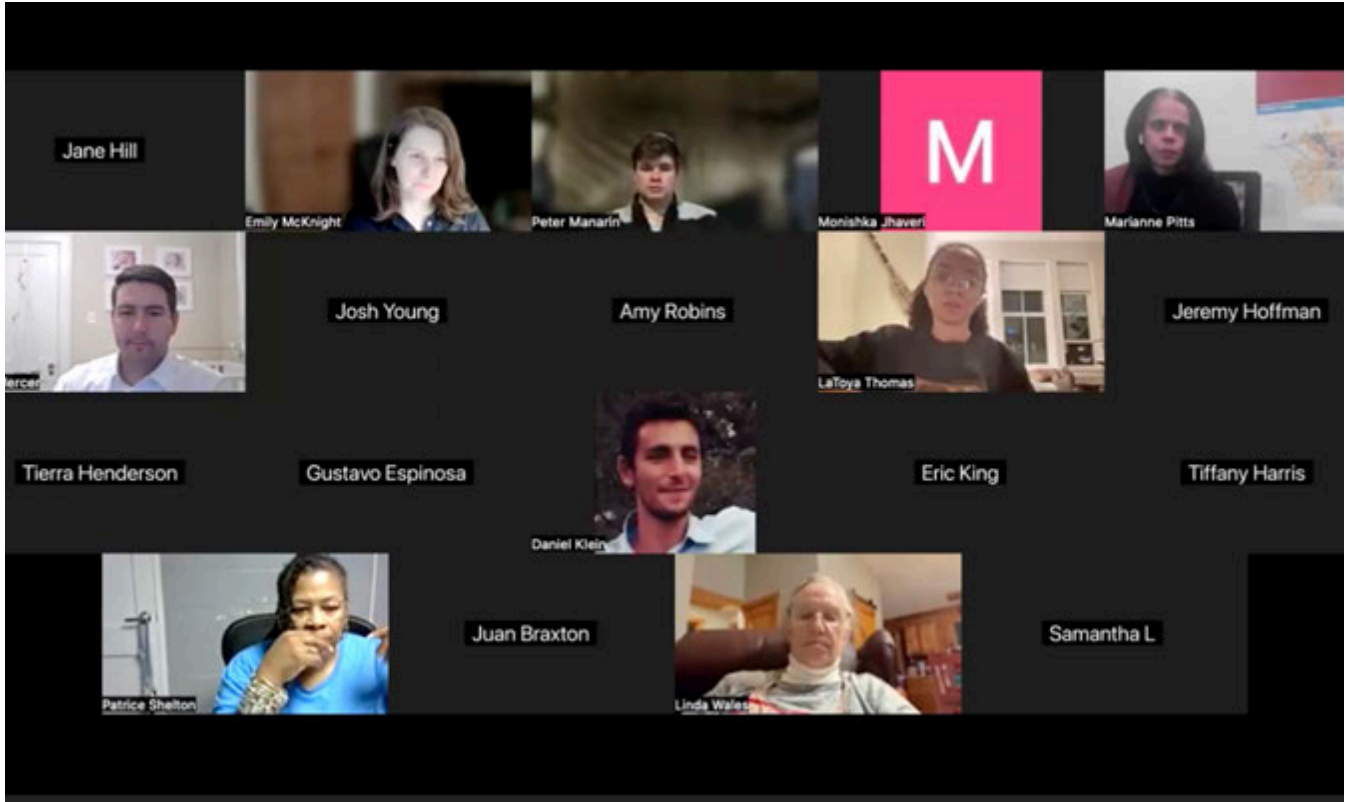 Jane Hill
Emily McKnight
Peter Manarin
M
Monishka Jhaveri
Marianne Pitts
ercer
Josh Young
Amy Robins
LaToya Thomas
Jeremy Hoffman
Tierra Henderson
Gustavo Espinosa
Daniel Klein
Eric King
Tiffany Harris
Patrice Shelton
Juan Braxton
Linda Wales
Samantha L